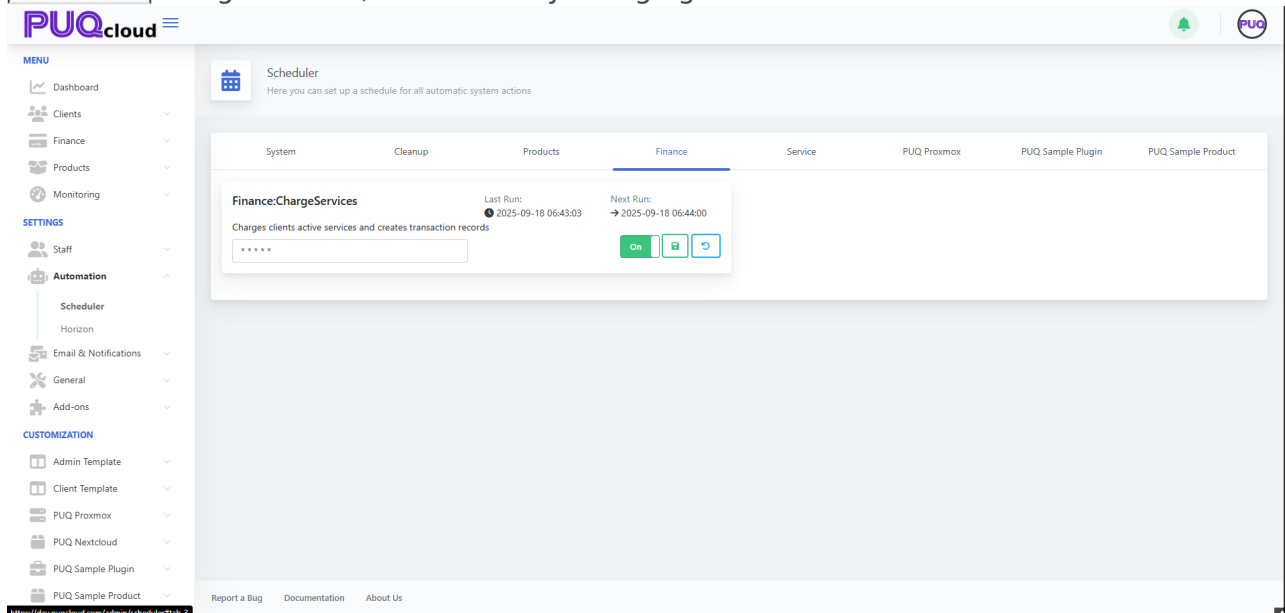 PUQcloud
PUQ
MENU
Dashboard
Clients
Finance
Products
Monitoring
SETTINGS
Staff
Automation
Scheduler
Horizon
Email & Notifications
General
Add-ons
CUSTOMIZATION
Admin Template
Client Template
PUQ Proxmox
PUQ Nextcloud
PUQ Sample Plugin
PUQ Sample Product
Scheduler
Here you can set up a schedule for all automatic system actions
System Cleanup Products Finance Service PUQ Proxmox PUQ Sample Plugin PUQ Sample Product
Finance:ChargeServices
Charges clients active services and creates transaction records
* * * * *
Last Run:
2025-09-18 06:43:03
Next Run:
→ 2025-09-18 06:44:00
On
Report a Bug Documentation About Us